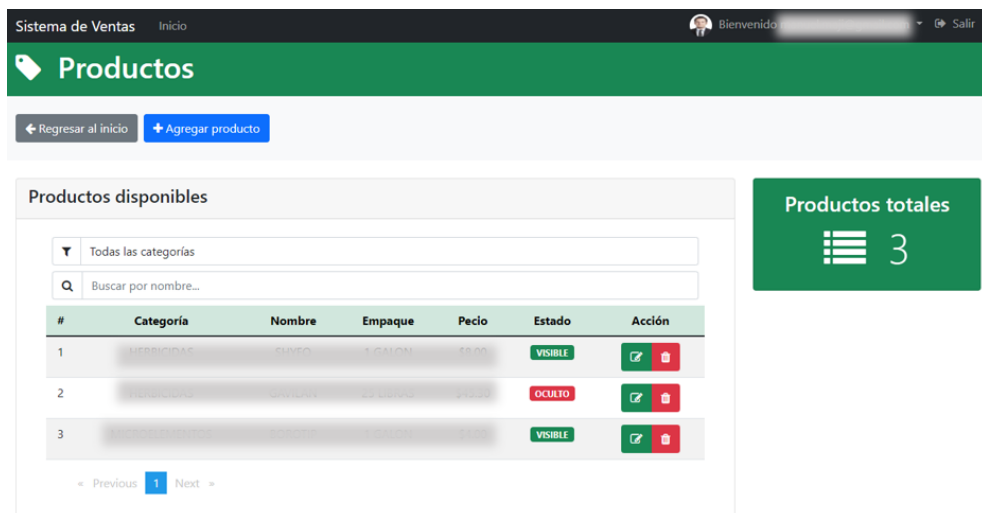 Sistema de Ventas Inicio Bienvenido Salir
Productos
Regresar al inicio Agregar producto
Productos disponibles
Todas las categorías
Buscar por nombre...
# Categoría Nombre Empaque Pecio Estado Acción
1 VISIBLE
2 OCULTO
3 VISIBLE
« Previous 1 Next »
Productos totales
3